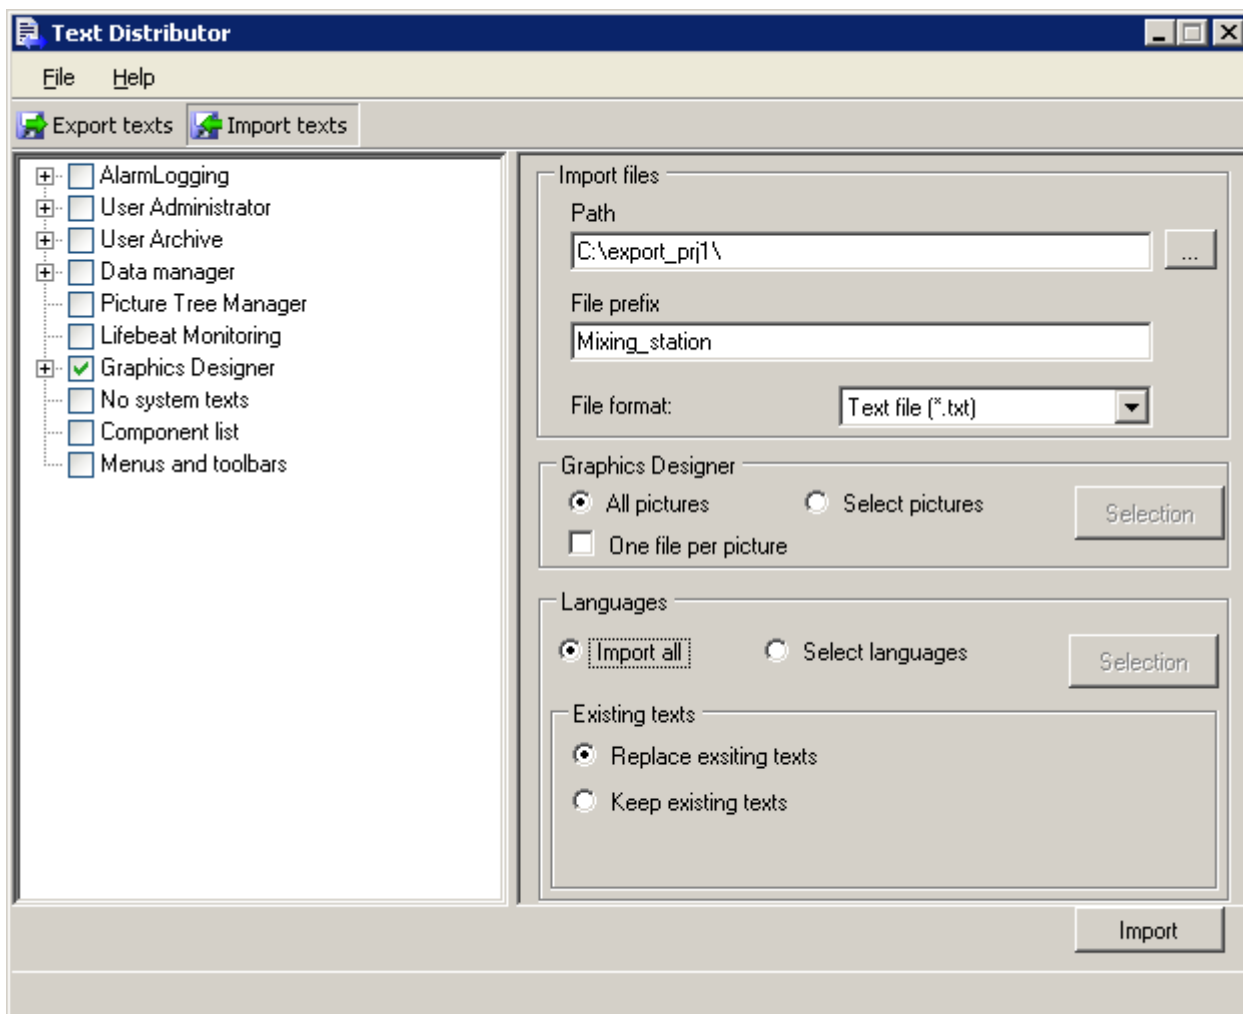 Text Distributor
File Help
Export texts Import texts
AlarmLogging
User Administrator
User Archive
Data manager
Picture Tree Manager
Lifebeat Monitoring
Graphics Designer
No system texts
Component list
Menus and toolbars
Import files
Path
C:\export_prj1\
...
File prefix
Mixing_station
File format: Text file (*.txt)
Graphics Designer
All pictures Select pictures Selection
One file per picture
Languages
Import all Select languages Selection
Existing texts
Replace exsiting texts
Keep existing texts
Import